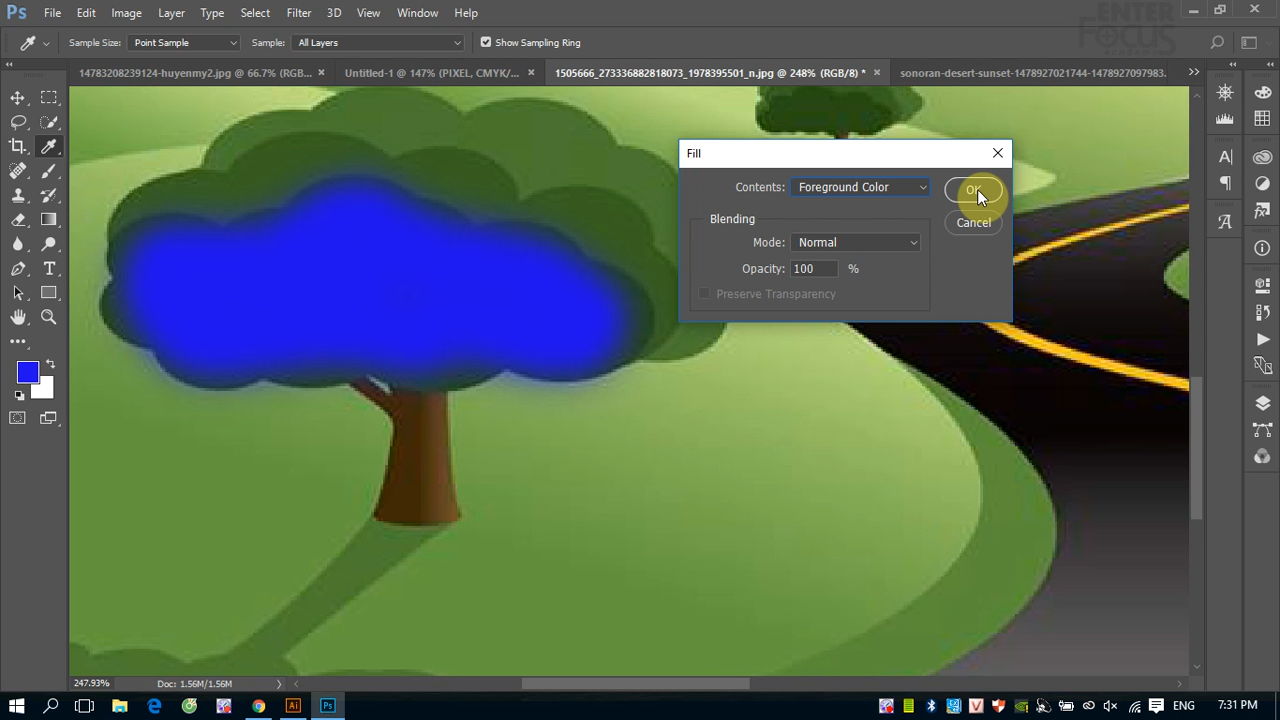 Ps File Edit Image Layer Type Select Filter 3D View Window Help
ENTER
FOCUS
Sample Size: Point Sample Sample: All Layers Show Sampling Ring
14783208239124-huyenmy2.jpg @ 66.7% (RGB... × Untitled-1 @ 147% (PIXEL, CMYK/... × 1505666_273336882818073_1978395501_n.jpg @ 248% (RGB/8) * × sonoran-desert-sunset-1478927021744-1478927097983.
Fill
Contents: Foreground Color OK
Blending Cancel
Mode: Normal
Opacity: 100 %
Preserve Transparency
247.93% Doc: 1.56M/1.56M
Ai Ps ENG 7:31 PM